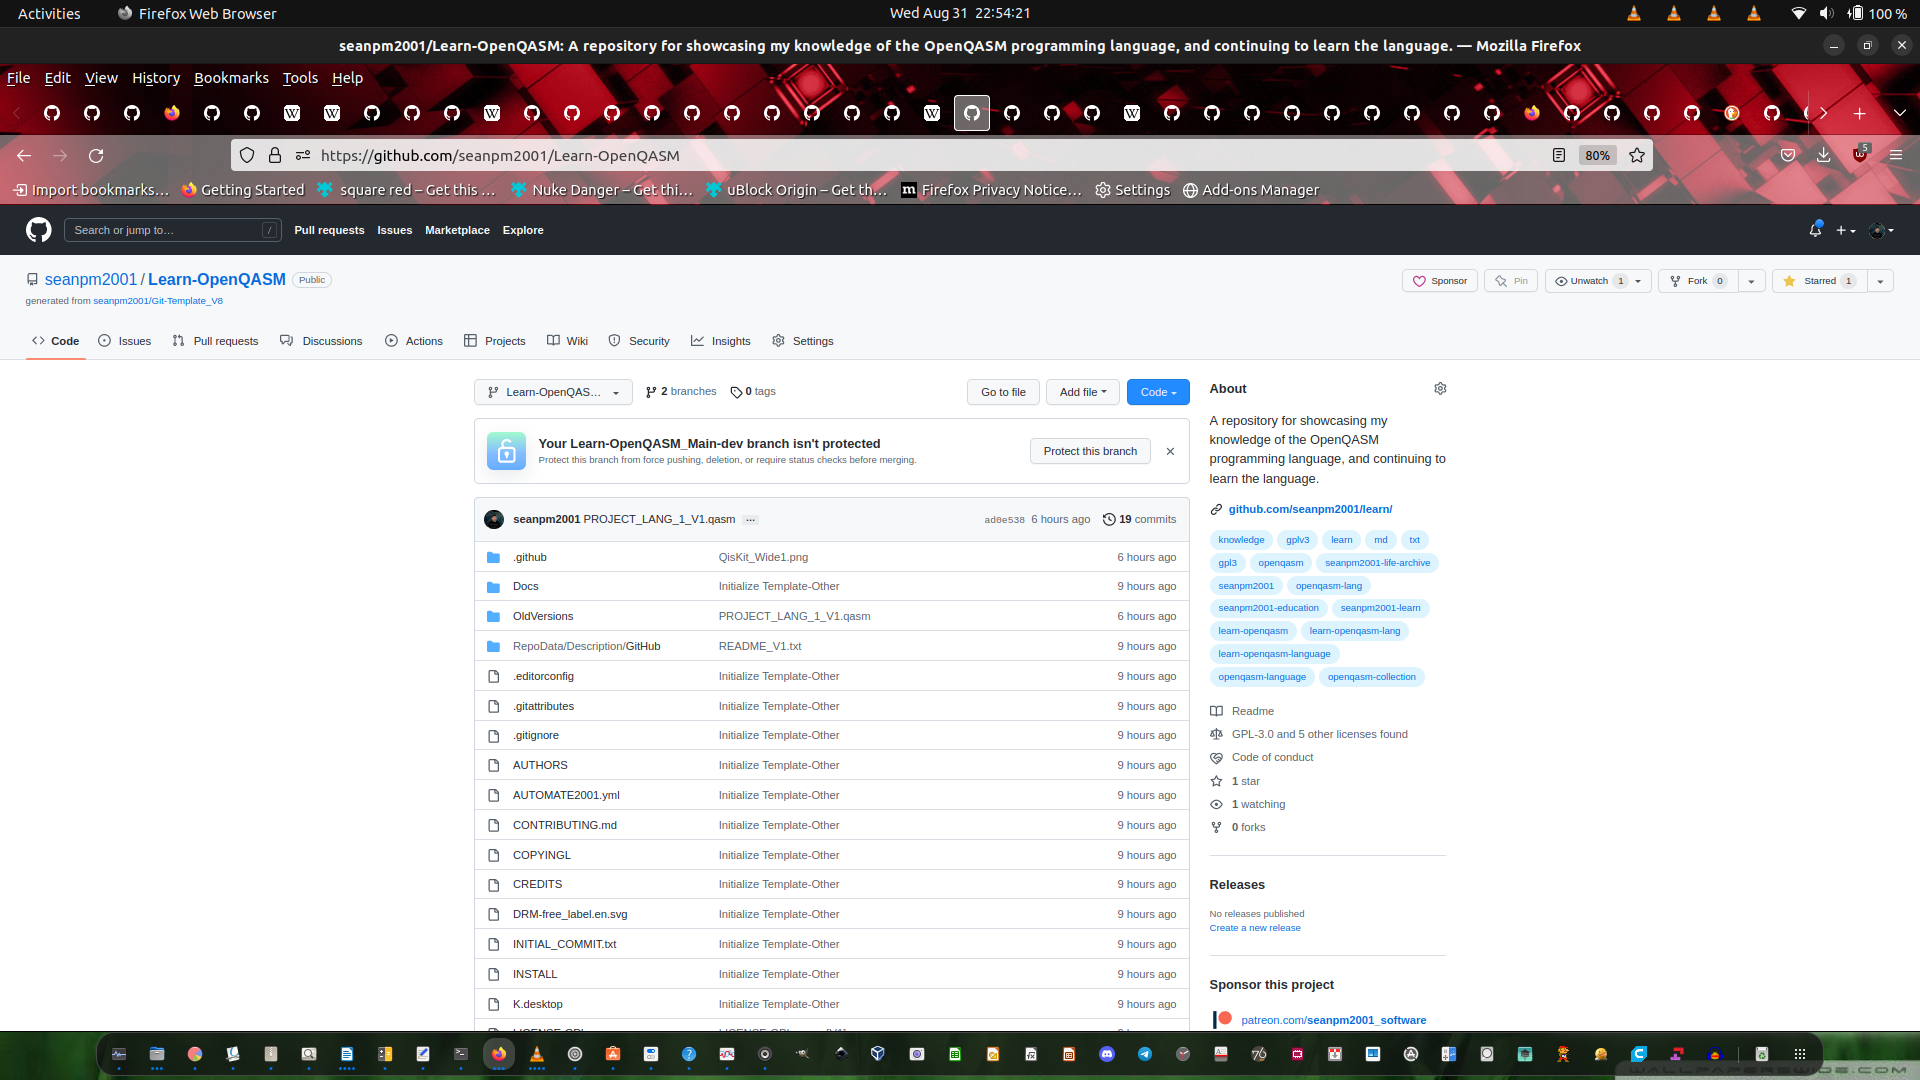 Activities
Firefox Web Browser
Wed Aug 31 22:54:21
100 %
seanpm2001/Learn-OpenQASM: A repository for showcasing my knowledge of the OpenQASM programming language, and continuing to learn the language. — Mozilla Firefox
File Edit View History Bookmarks Tools Help
https://github.com/seanpm2001/Learn-OpenQASM
80%
5
Import bookmarks…
Getting Started
square red – Get this …
Nuke Danger – Get thi…
uBlock Origin – Get th…
Firefox Privacy Notice…
Settings
Add-ons Manager
Search or jump to…
/
Pull requests
Issues
Marketplace
Explore
seanpm2001 / Learn-OpenQASM
Public
generated from seanpm2001/Git-Template_V8
Sponsor
Pin
Unwatch 1
Fork 0
Starred 1
Code
Issues
Pull requests
Discussions
Actions
Projects
Wiki
Security
Insights
Settings
Learn-OpenQAS…
2 branches
0 tags
Go to file
Add file
Code
Your Learn-OpenQASM_Main-dev branch isn't protected
Protect this branch from force pushing, deletion, or require status checks before merging.
Protect this branch
seanpm2001 PROJECT_LANG_1_V1.qasm …
ad0e538 6 hours ago
19 commits
.github QisKit_Wide1.png 6 hours ago
Docs Initialize Template-Other 9 hours ago
OldVersions PROJECT_LANG_1_V1.qasm 6 hours ago
RepoData/Description/GitHub README_V1.txt 9 hours ago
.editorconfig Initialize Template-Other 9 hours ago
.gitattributes Initialize Template-Other 9 hours ago
.gitignore Initialize Template-Other 9 hours ago
AUTHORS Initialize Template-Other 9 hours ago
AUTOMATE2001.yml Initialize Template-Other 9 hours ago
CONTRIBUTING.md Initialize Template-Other 9 hours ago
COPYINGL Initialize Template-Other 9 hours ago
CREDITS Initialize Template-Other 9 hours ago
DRM-free_label.en.svg Initialize Template-Other 9 hours ago
INITIAL_COMMIT.txt Initialize Template-Other 9 hours ago
INSTALL Initialize Template-Other 9 hours ago
K.desktop Initialize Template-Other 9 hours ago
About
A repository for showcasing my
knowledge of the OpenQASM
programming language, and continuing to
learn the language.
github.com/seanpm2001/learn/
knowledge gplv3 learn md txt
gpl3 openqasm seanpm2001-life-archive
seanpm2001 openqasm-lang
seanpm2001-education seanpm2001-learn
learn-openqasm learn-openqasm-lang
learn-openqasm-language
openqasm-language openqasm-collection
Readme
GPL-3.0 and 5 other licenses found
Code of conduct
1 star
1 watching
0 forks
Releases
No releases published
Create a new release
Sponsor this project
patreon.com/seanpm2001_software